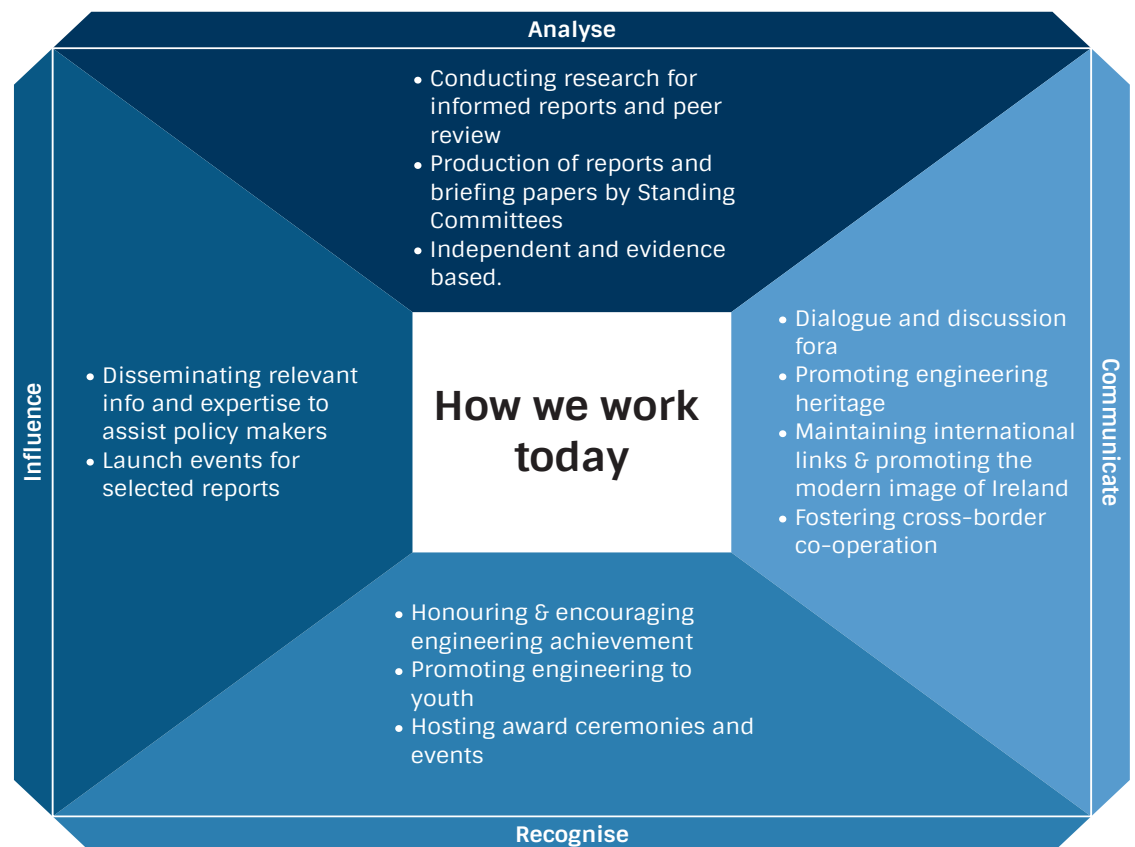 Analyse
• Conducting research for
informed reports and peer
review
• Production of reports and
briefing papers by Standing
Committees
• Independent and evidence
based.
Influence
• Disseminating relevant
info and expertise to
assist policy makers
• Launch events for
selected reports
How we work
today
• Dialogue and discussion
fora
• Promoting engineering
heritage
• Maintaining international
links & promoting the
modern image of Ireland
• Fostering cross-border
co-operation
Communicate
• Honouring & encouraging
engineering achievement
• Promoting engineering to
youth
• Hosting award ceremonies and
events
Recognise